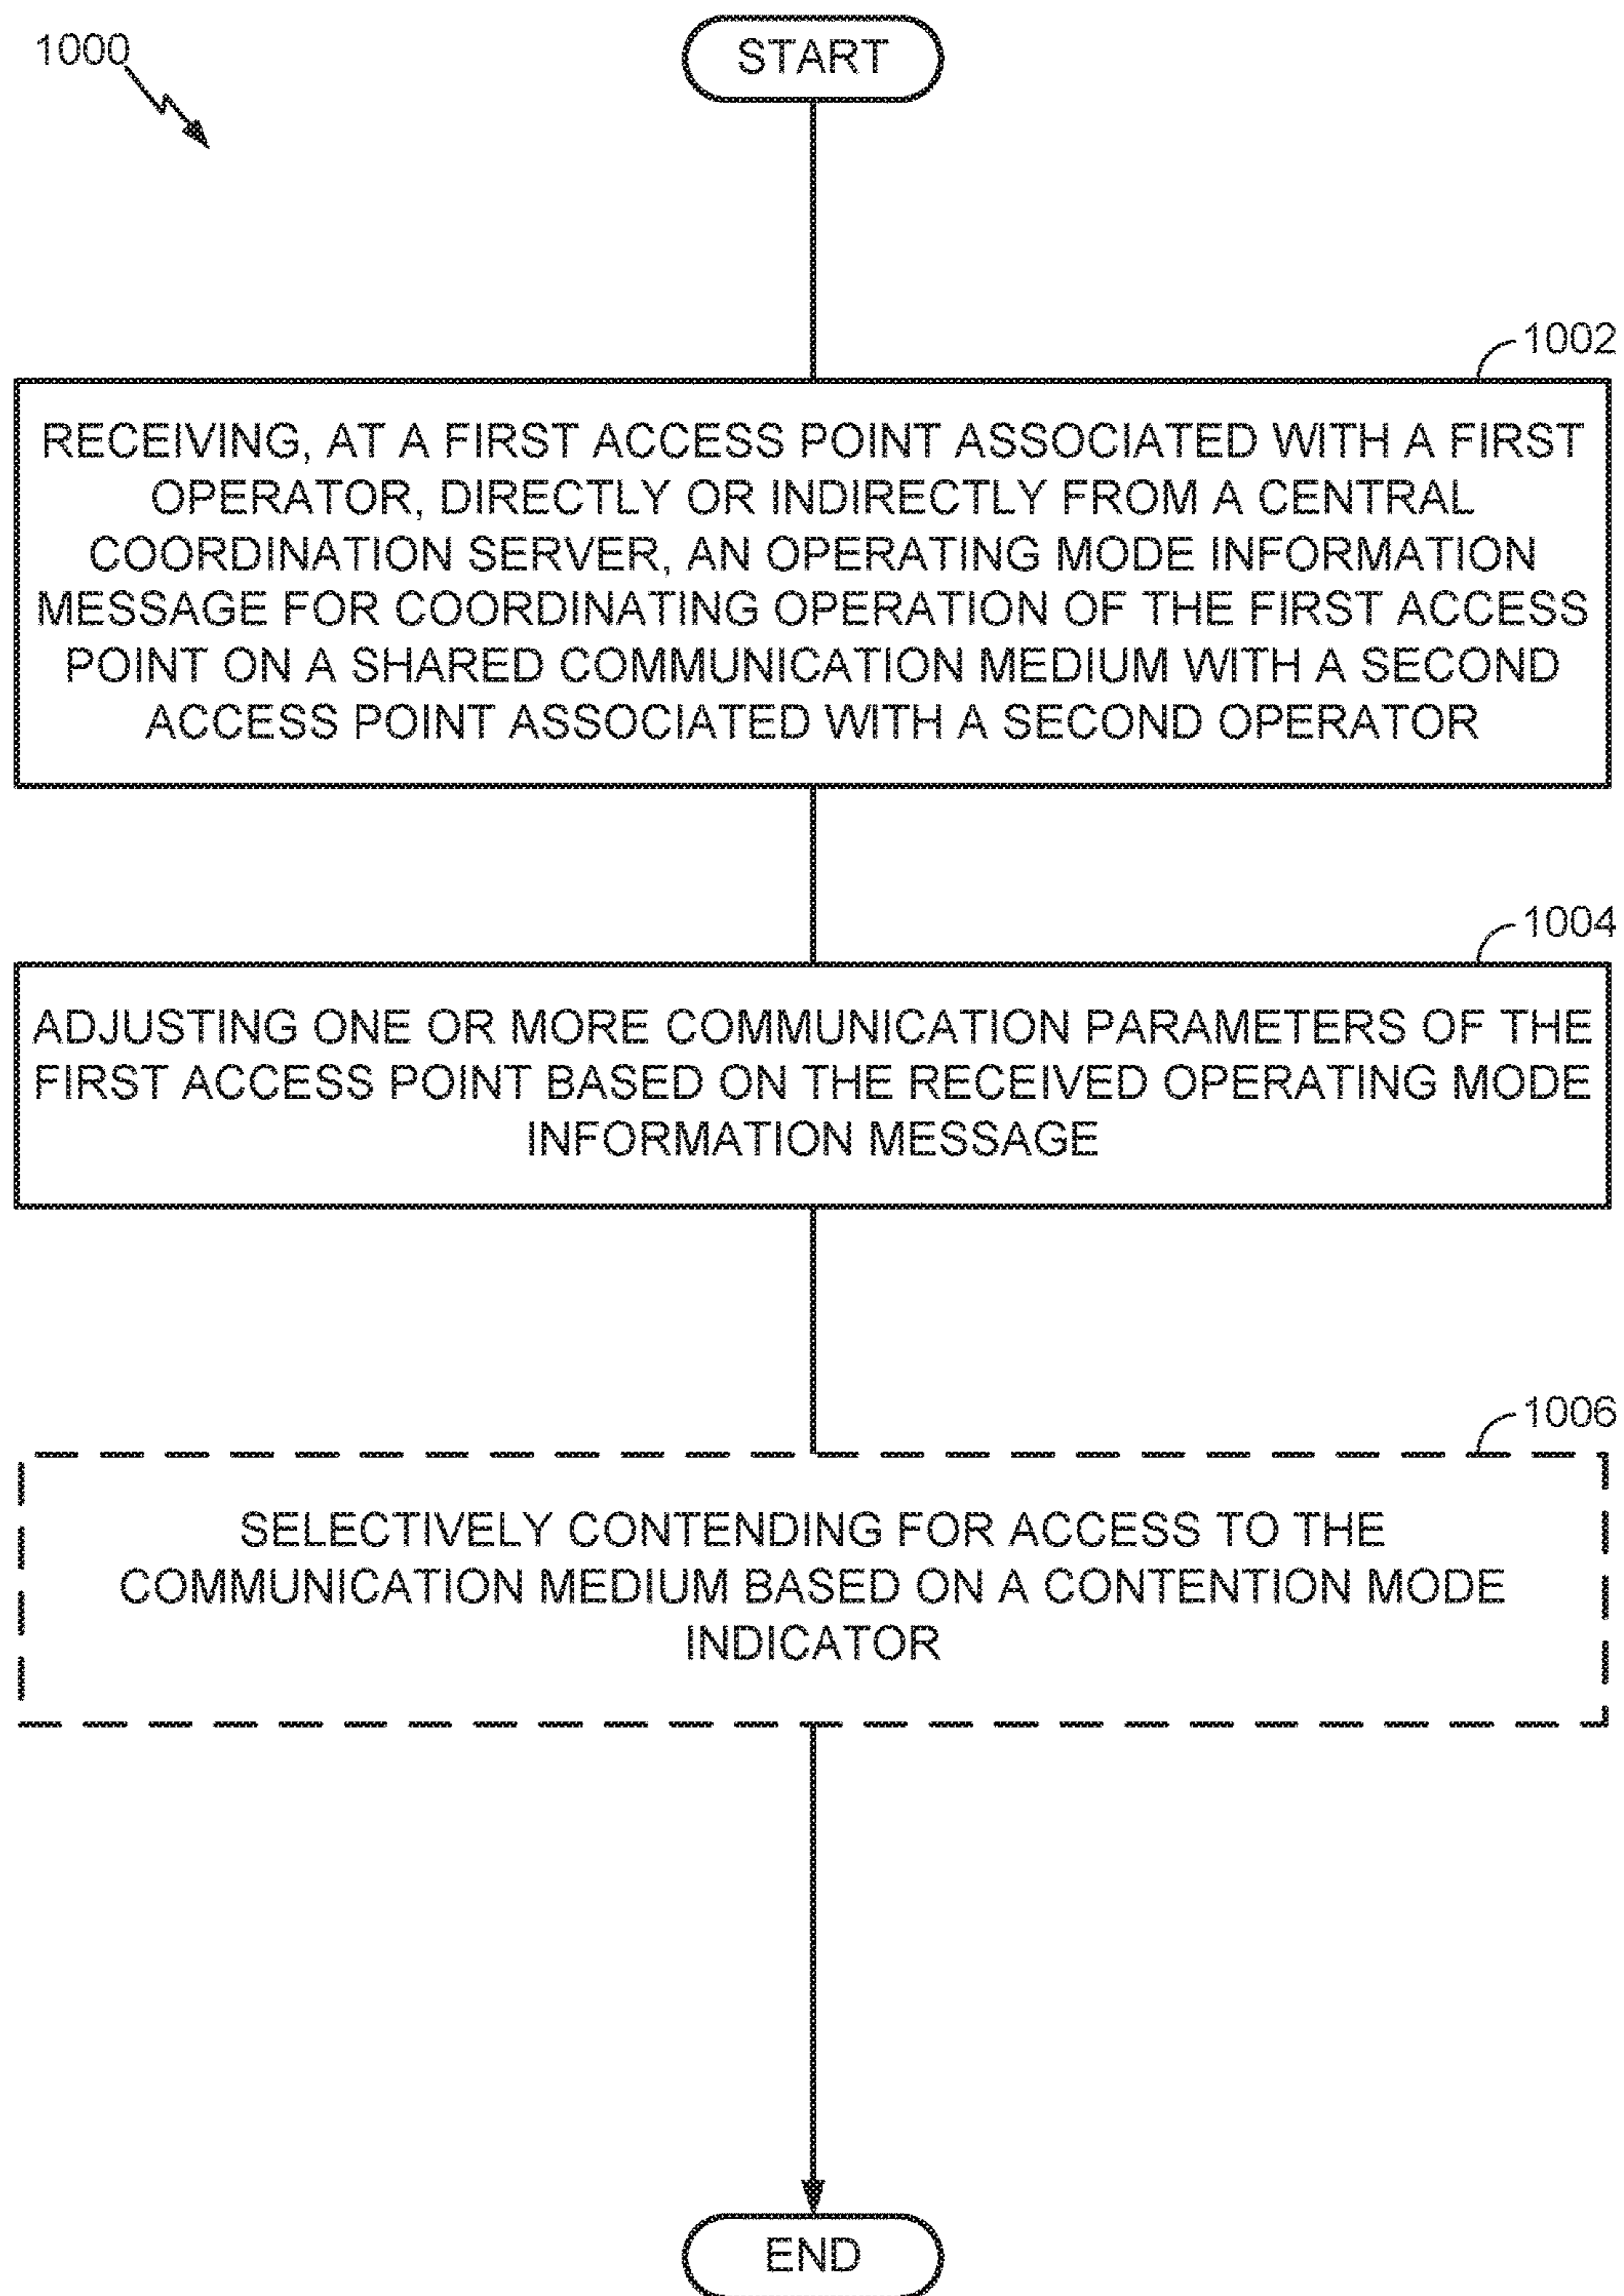 1000
START
1002
RECEIVING, AT A FIRST ACCESS POINT ASSOCIATED WITH A FIRST
OPERATOR, DIRECTLY OR INDIRECTLY FROM A CENTRAL
COORDINATION SERVER, AN OPERATING MODE INFORMATION
MESSAGE FOR COORDINATING OPERATION OF THE FIRST ACCESS
POINT ON A SHARED COMMUNICATION MEDIUM WITH A SECOND
ACCESS POINT ASSOCIATED WITH A SECOND OPERATOR
1004
ADJUSTING ONE OR MORE COMMUNICATION PARAMETERS OF THE
FIRST ACCESS POINT BASED ON THE RECEIVED OPERATING MODE
INFORMATION MESSAGE
1006
SELECTIVELY CONTENDING FOR ACCESS TO THE
COMMUNICATION MEDIUM BASED ON A CONTENTION MODE
INDICATOR
END